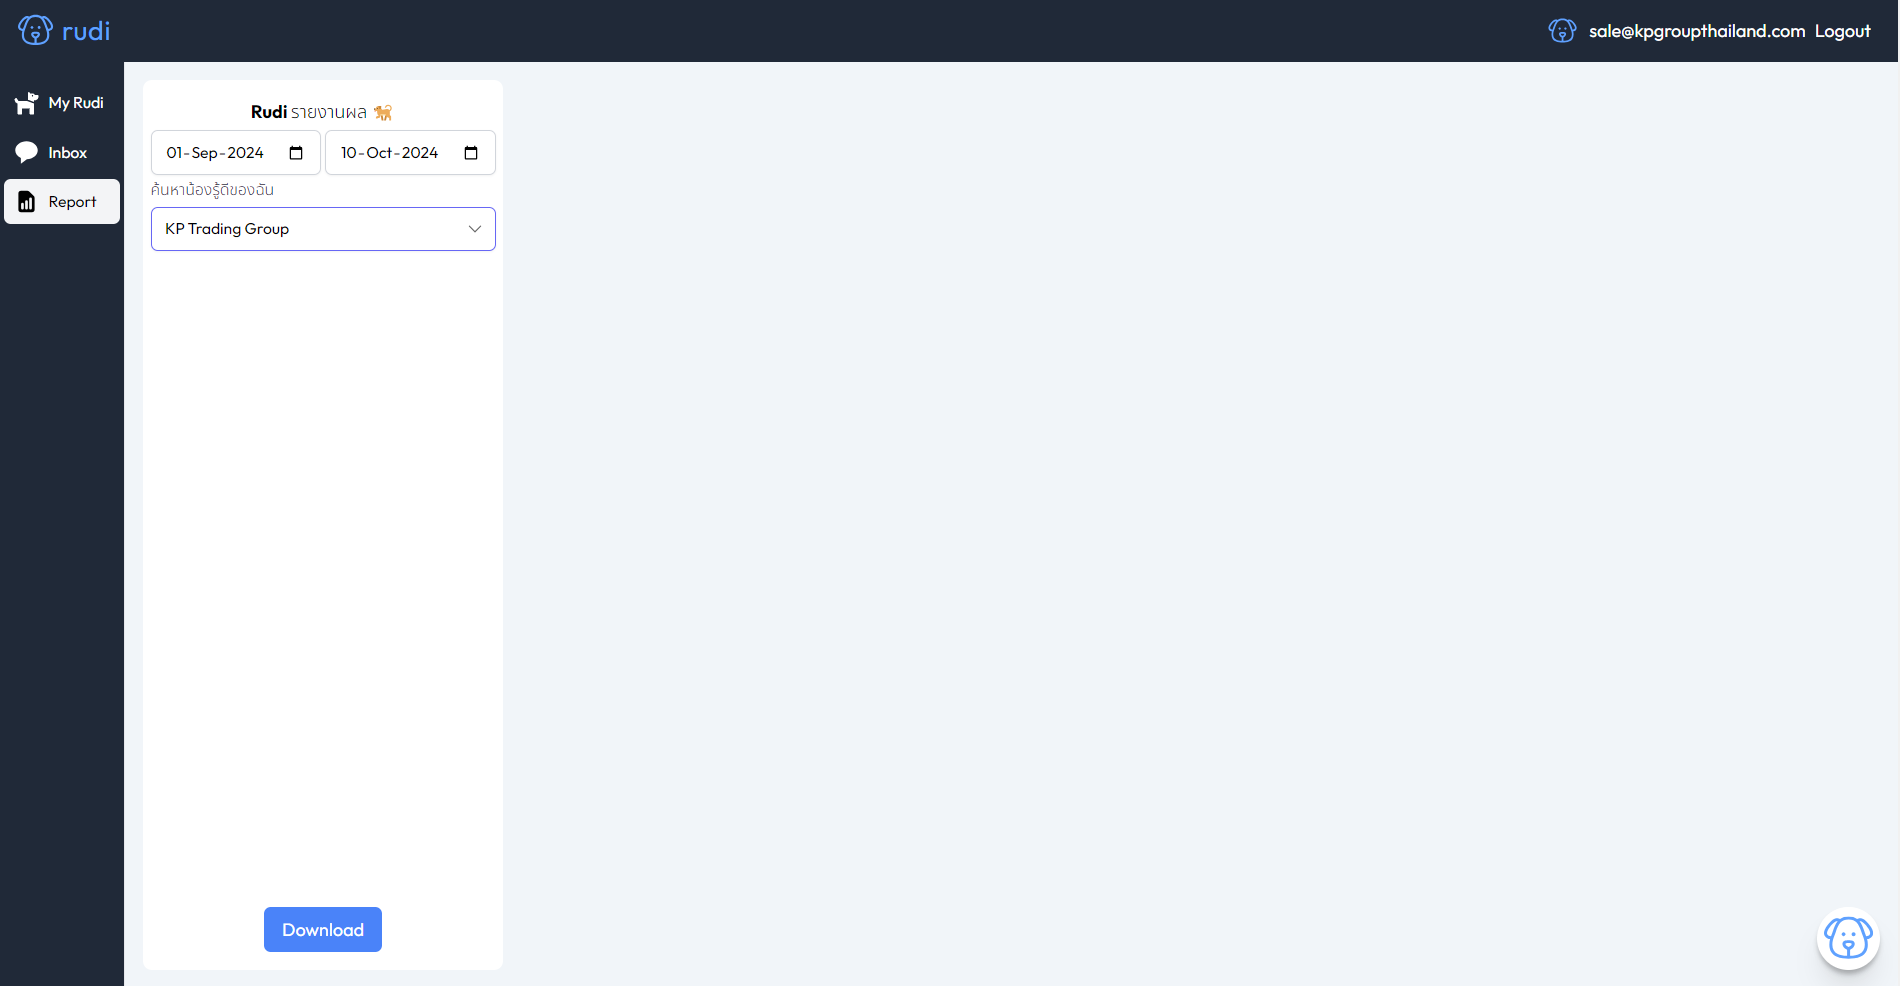 rudi
sale@kpgroupthailand.com Logout
My Rudi
Inbox
Report
Rudi รายงานผล
01-Sep-2024
10-Oct-2024
ค้นหาน้องรู้ดีของฉัน
KP Trading Group
Download